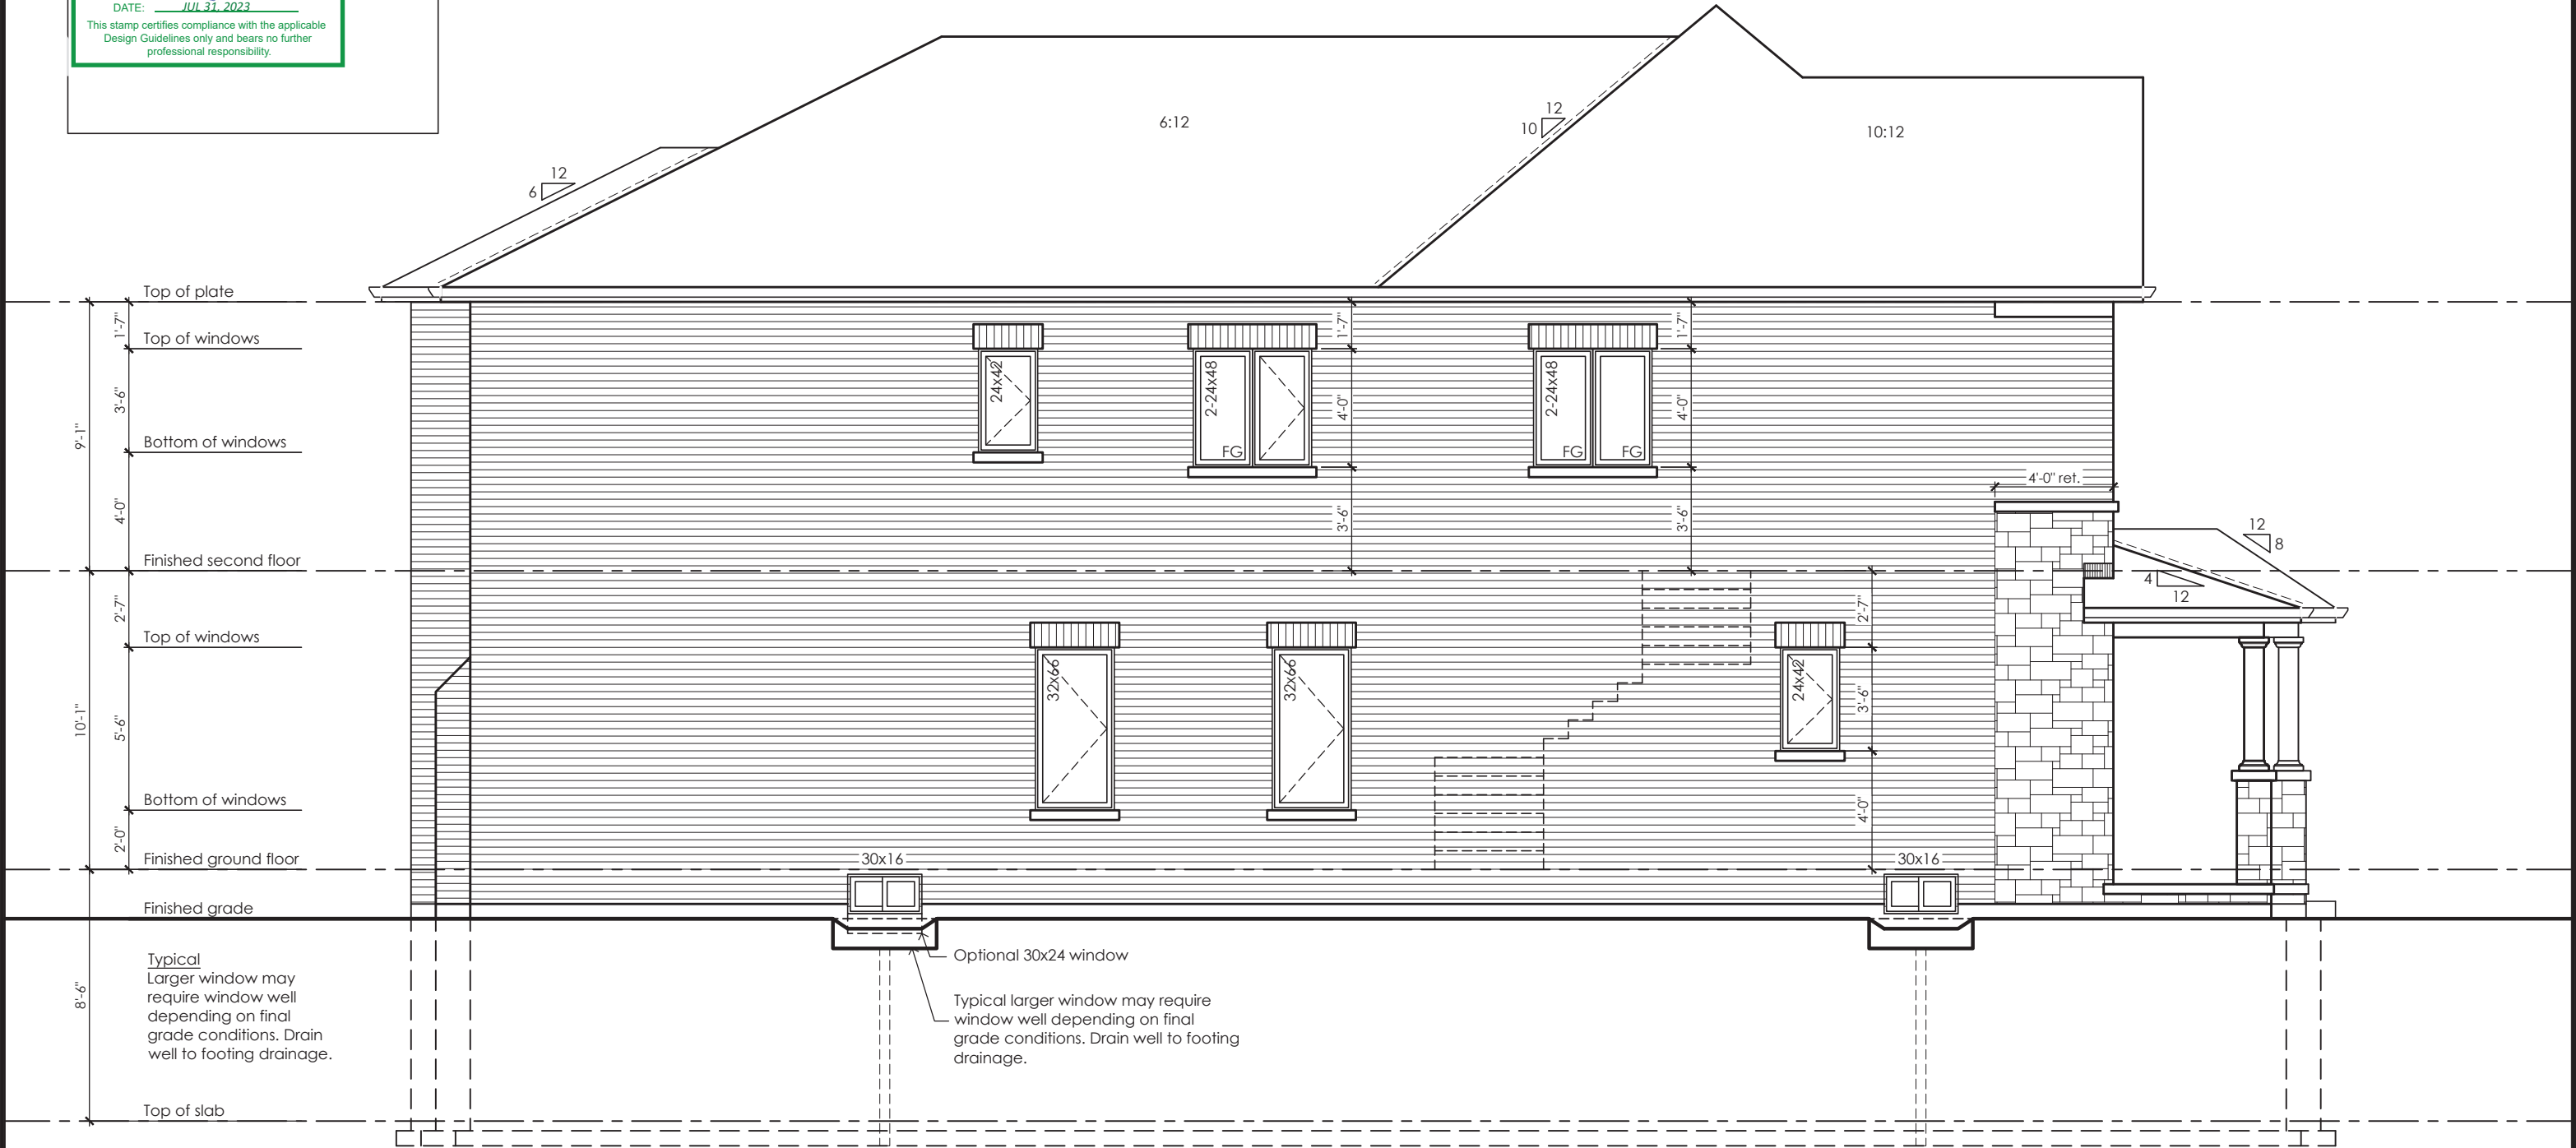 DATE: JUL 31, 2023
This stamp certifies compliance with the applicable
Design Guidelines only and bears no further
professional responsibility.
12
6
6:12
12
10
10:12
Top of plate
1'-7"
Top of windows
3'-6"
Bottom of windows
9'-1"
4'-0"
Finished second floor
24x42
2-24x48
FG
1'-7"
4'-0"
3'-6"
2-24x48
FG
FG
1'-7"
4'-0"
3'-6"
4'-0" ret.
12
8
4
12
2'-7"
Top of windows
10'-1"
5'-6"
Bottom of windows
2'-0"
Finished ground floor
32x66
32x66
24x42
2'-7"
3'-6"
4'-0"
30x16
30x16
Finished grade
8'-6"
Typical
Larger window may
require window well
depending on final
grade conditions. Drain
well to footing drainage.
Optional 30x24 window
Typical larger window may require
window well depending on final
grade conditions. Drain well to footing
drainage.
Top of slab